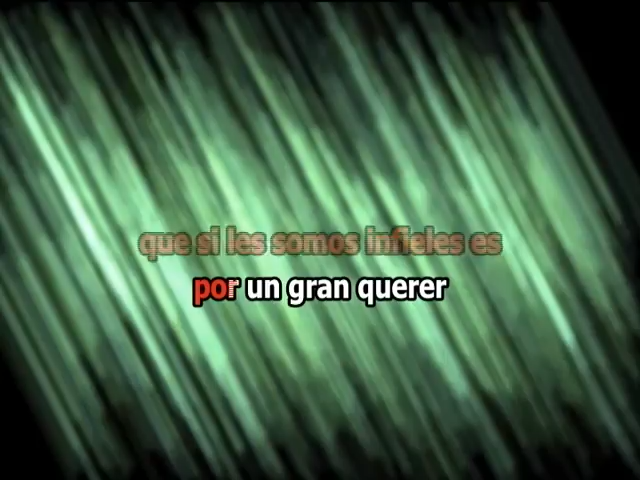 que si les somos infieles es
por un gran querer